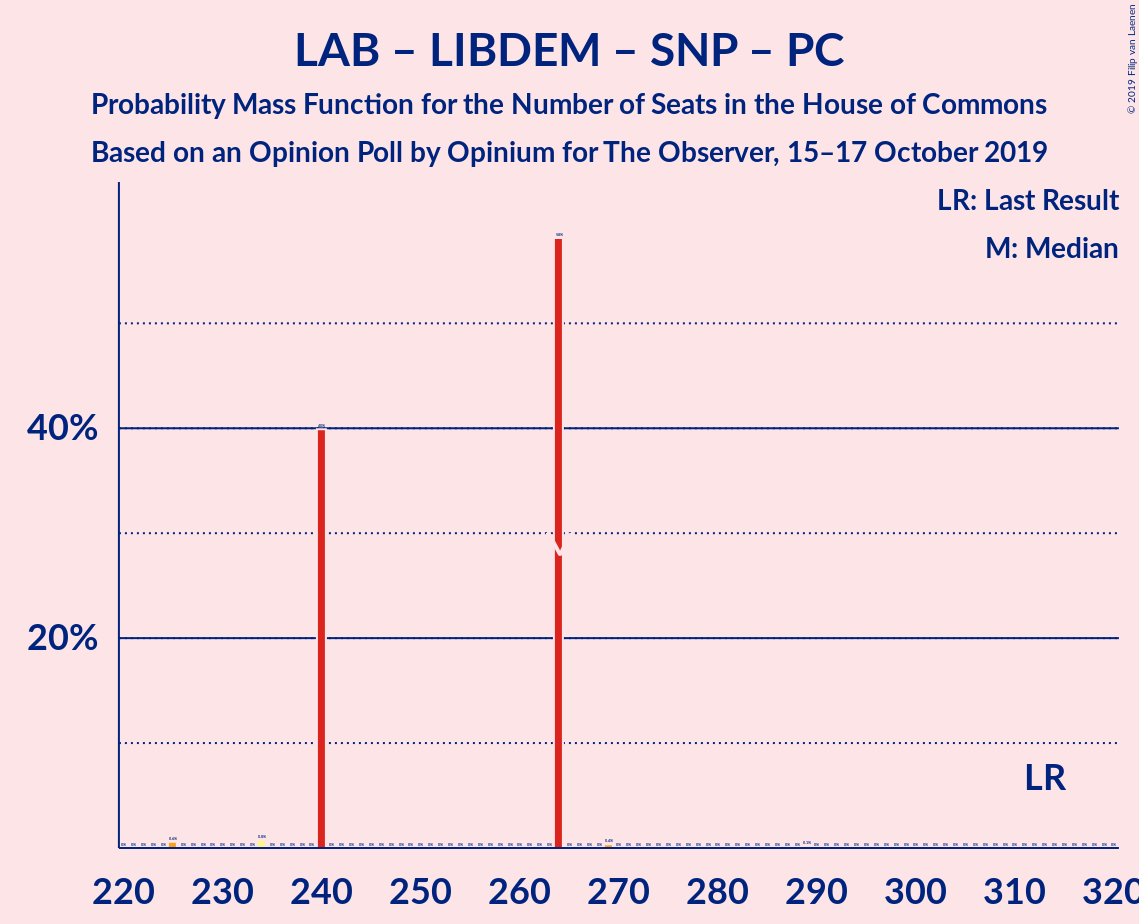 LAB – LIBDEM – SNP – PC
Probability Mass Function for the Number of Seats in the House of Commons
Based on an Opinion Poll by Opinium for The Observer, 15–17 October 2019
© 2019 Filip van Laenen
LR: Last Result
M: Median
40%
20%
LR
220 230 240 250 260 270 280 290 300 310 320